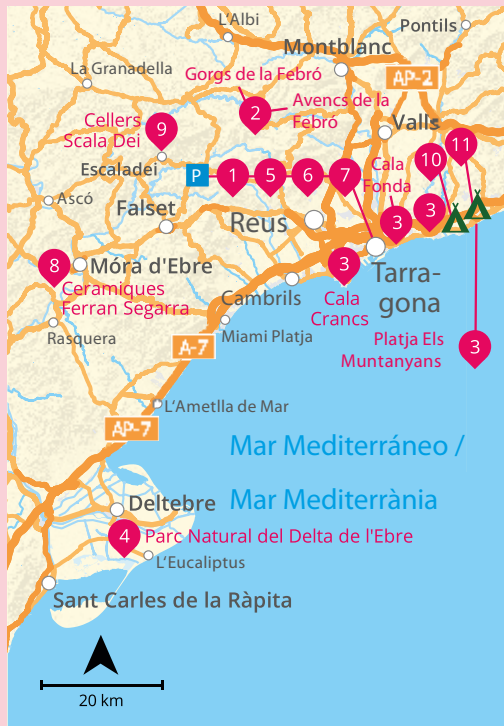 L'Albi
Pontils
Montblanc
La Granadella
Gorgs de la Febró
AP-2
Avencs de la
Febró
2
Cellers
Scala Dei
9
Valls
11
10
Escaladei
P
1
5
6
7
Cala
Fonda
Ascó
Falset
Reus
3
3
8
Móra d'Ebre
3
Tarra-
gona
Ceramiques
Ferran Segarra
Cambrils
Cala
Crancs
Rasquera
Miami Platja
A-7
Platja Els
Muntanyans
3
L'Ametlla de Mar
AP-7
Mar Mediterráneo /
Mar Mediterrània
Deltebre
4
Parc Natural del Delta de l'Ebre
L'Eucaliptus
Sant Carles de la Ràpita
20 km